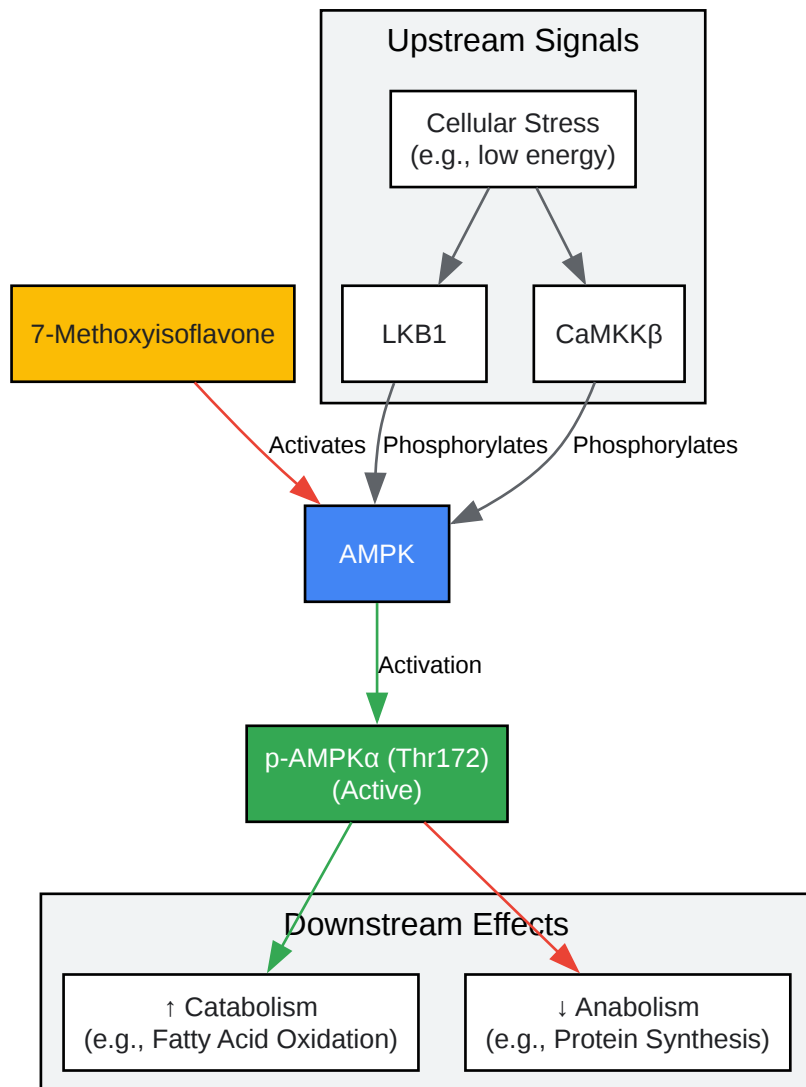 Upstream Signals
Cellular Stress
(e.g., low energy)
7-Methoxyisoflavone
LKB1
CaMKKβ
Activates
Phosphorylates
Phosphorylates
AMPK
Activation
p-AMPKα (Thr172)
(Active)
Downstream Effects
↑ Catabolism
(e.g., Fatty Acid Oxidation)
↓ Anabolism
(e.g., Protein Synthesis)